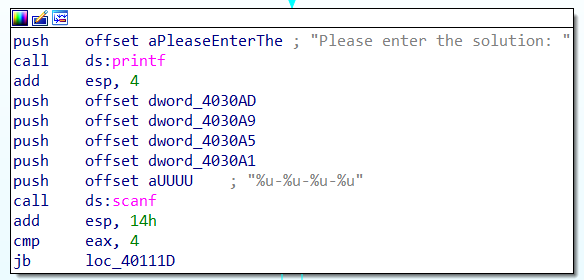 push    offset aPleaseEnterThe ; "Please enter the solution: "
call    ds:printf
add     esp, 4
push    offset dword_4030AD
push    offset dword_4030A9
push    offset dword_4030A5
push    offset dword_4030A1
push    offset aUUUU    ; "%u-%u-%u-%u"
call    ds:scanf
add     esp, 14h
cmp     eax, 4
jb      loc_40111D